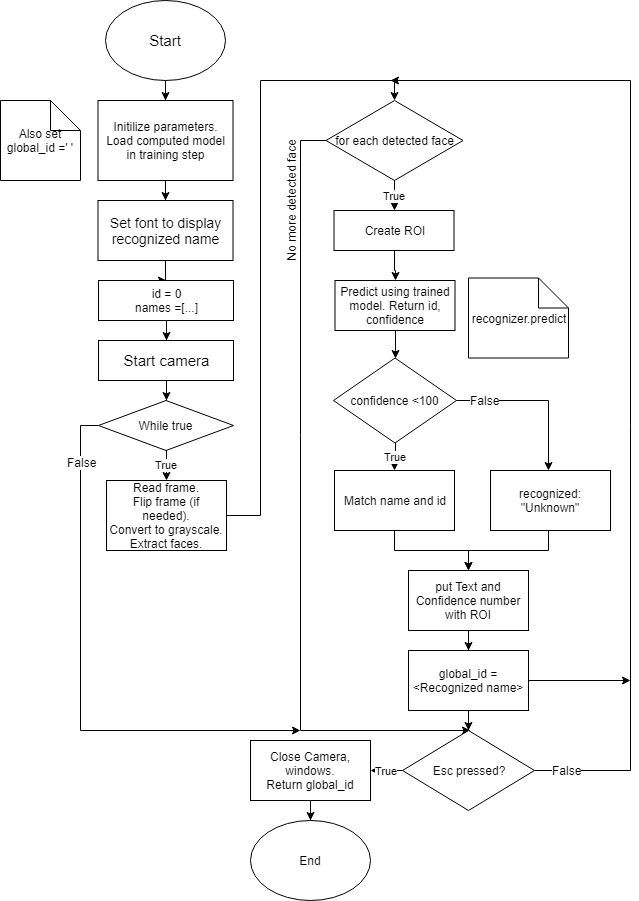 Start
Also set
global_id =' '
Initilize parameters.
Load computed model
in training step
Set font to display
recognized name
id = 0
names =[...]
Start camera
While true
False
True
Read frame.
Flip frame (if
needed).
Convert to grayscale.
Extract faces.
for each detected face
No more detected face
True
Create ROI
Predict using trained
model. Return id,
confidence
recognizer.predict
confidence <100
False
True
Match name and id
recognized:
"Unknown"
put Text and
Confidence number
with ROI
global_id =
<Recognized name>
Esc pressed?
True
False
Close Camera,
windows.
Return global_id
End